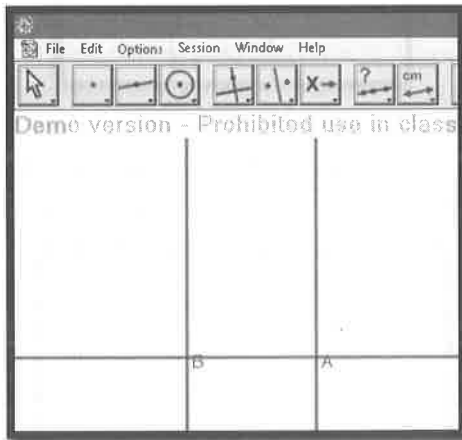 File Edit Options Session Window Help
? cm
X
Demo version - Prohibited use in class
B A